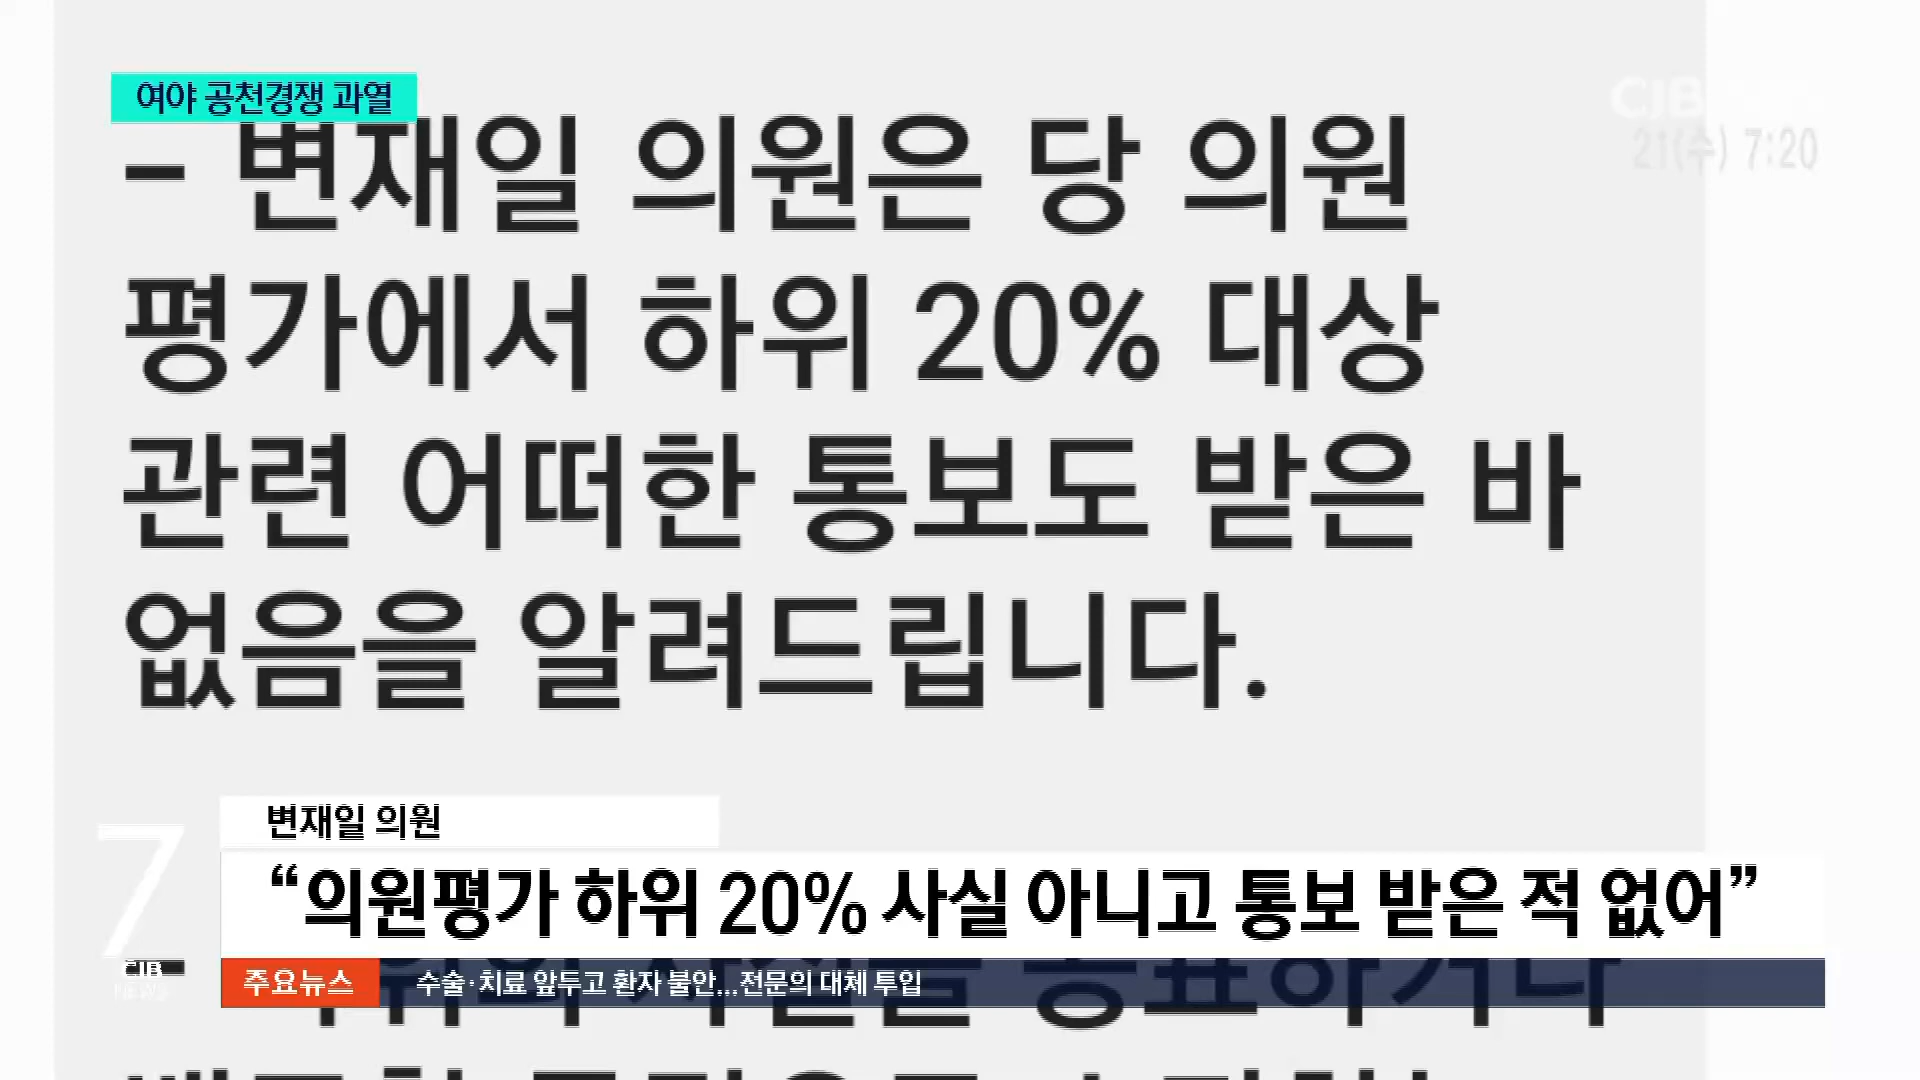 여야 공천경쟁 과열
CJB
21(수) 7:20
- 변재일 의원은 당 의원
평가에서 하위 20% 대상
관련 어떠한 통보도 받은 바
없음을 알려드립니다.
변재일 의원
“의원평가 하위 20% 사실 아니고 통보 받은 적 없어”
7
CJB
NEWS
주요뉴스 수술·치료 앞두고 환자 불안...전문의 대체 투입